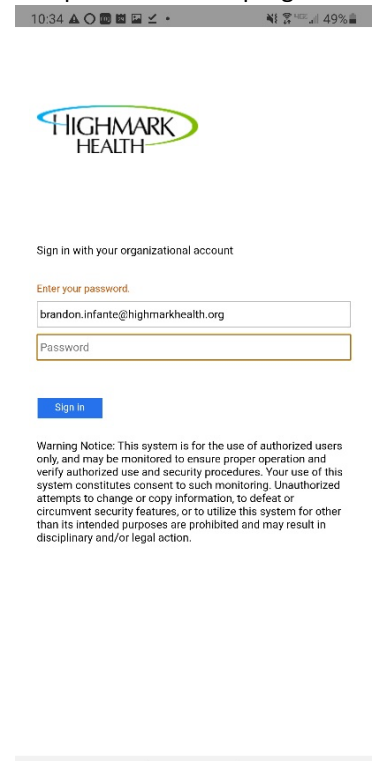 10:34
49%
HIGHMARK
HEALTH
Sign in with your organizational account
Enter your password.
brandon.infante@highmarkhealth.org
Password
Sign in
Warning Notice: This system is for the use of authorized users
only, and may be monitored to ensure proper operation and
verify authorized use and security procedures. Your use of this
system constitutes consent to such monitoring. Unauthorized
attempts to change or copy information, to defeat or
circumvent security features, or to utilize this system for other
than its intended purposes are prohibited and may result in
disciplinary and/or legal action.